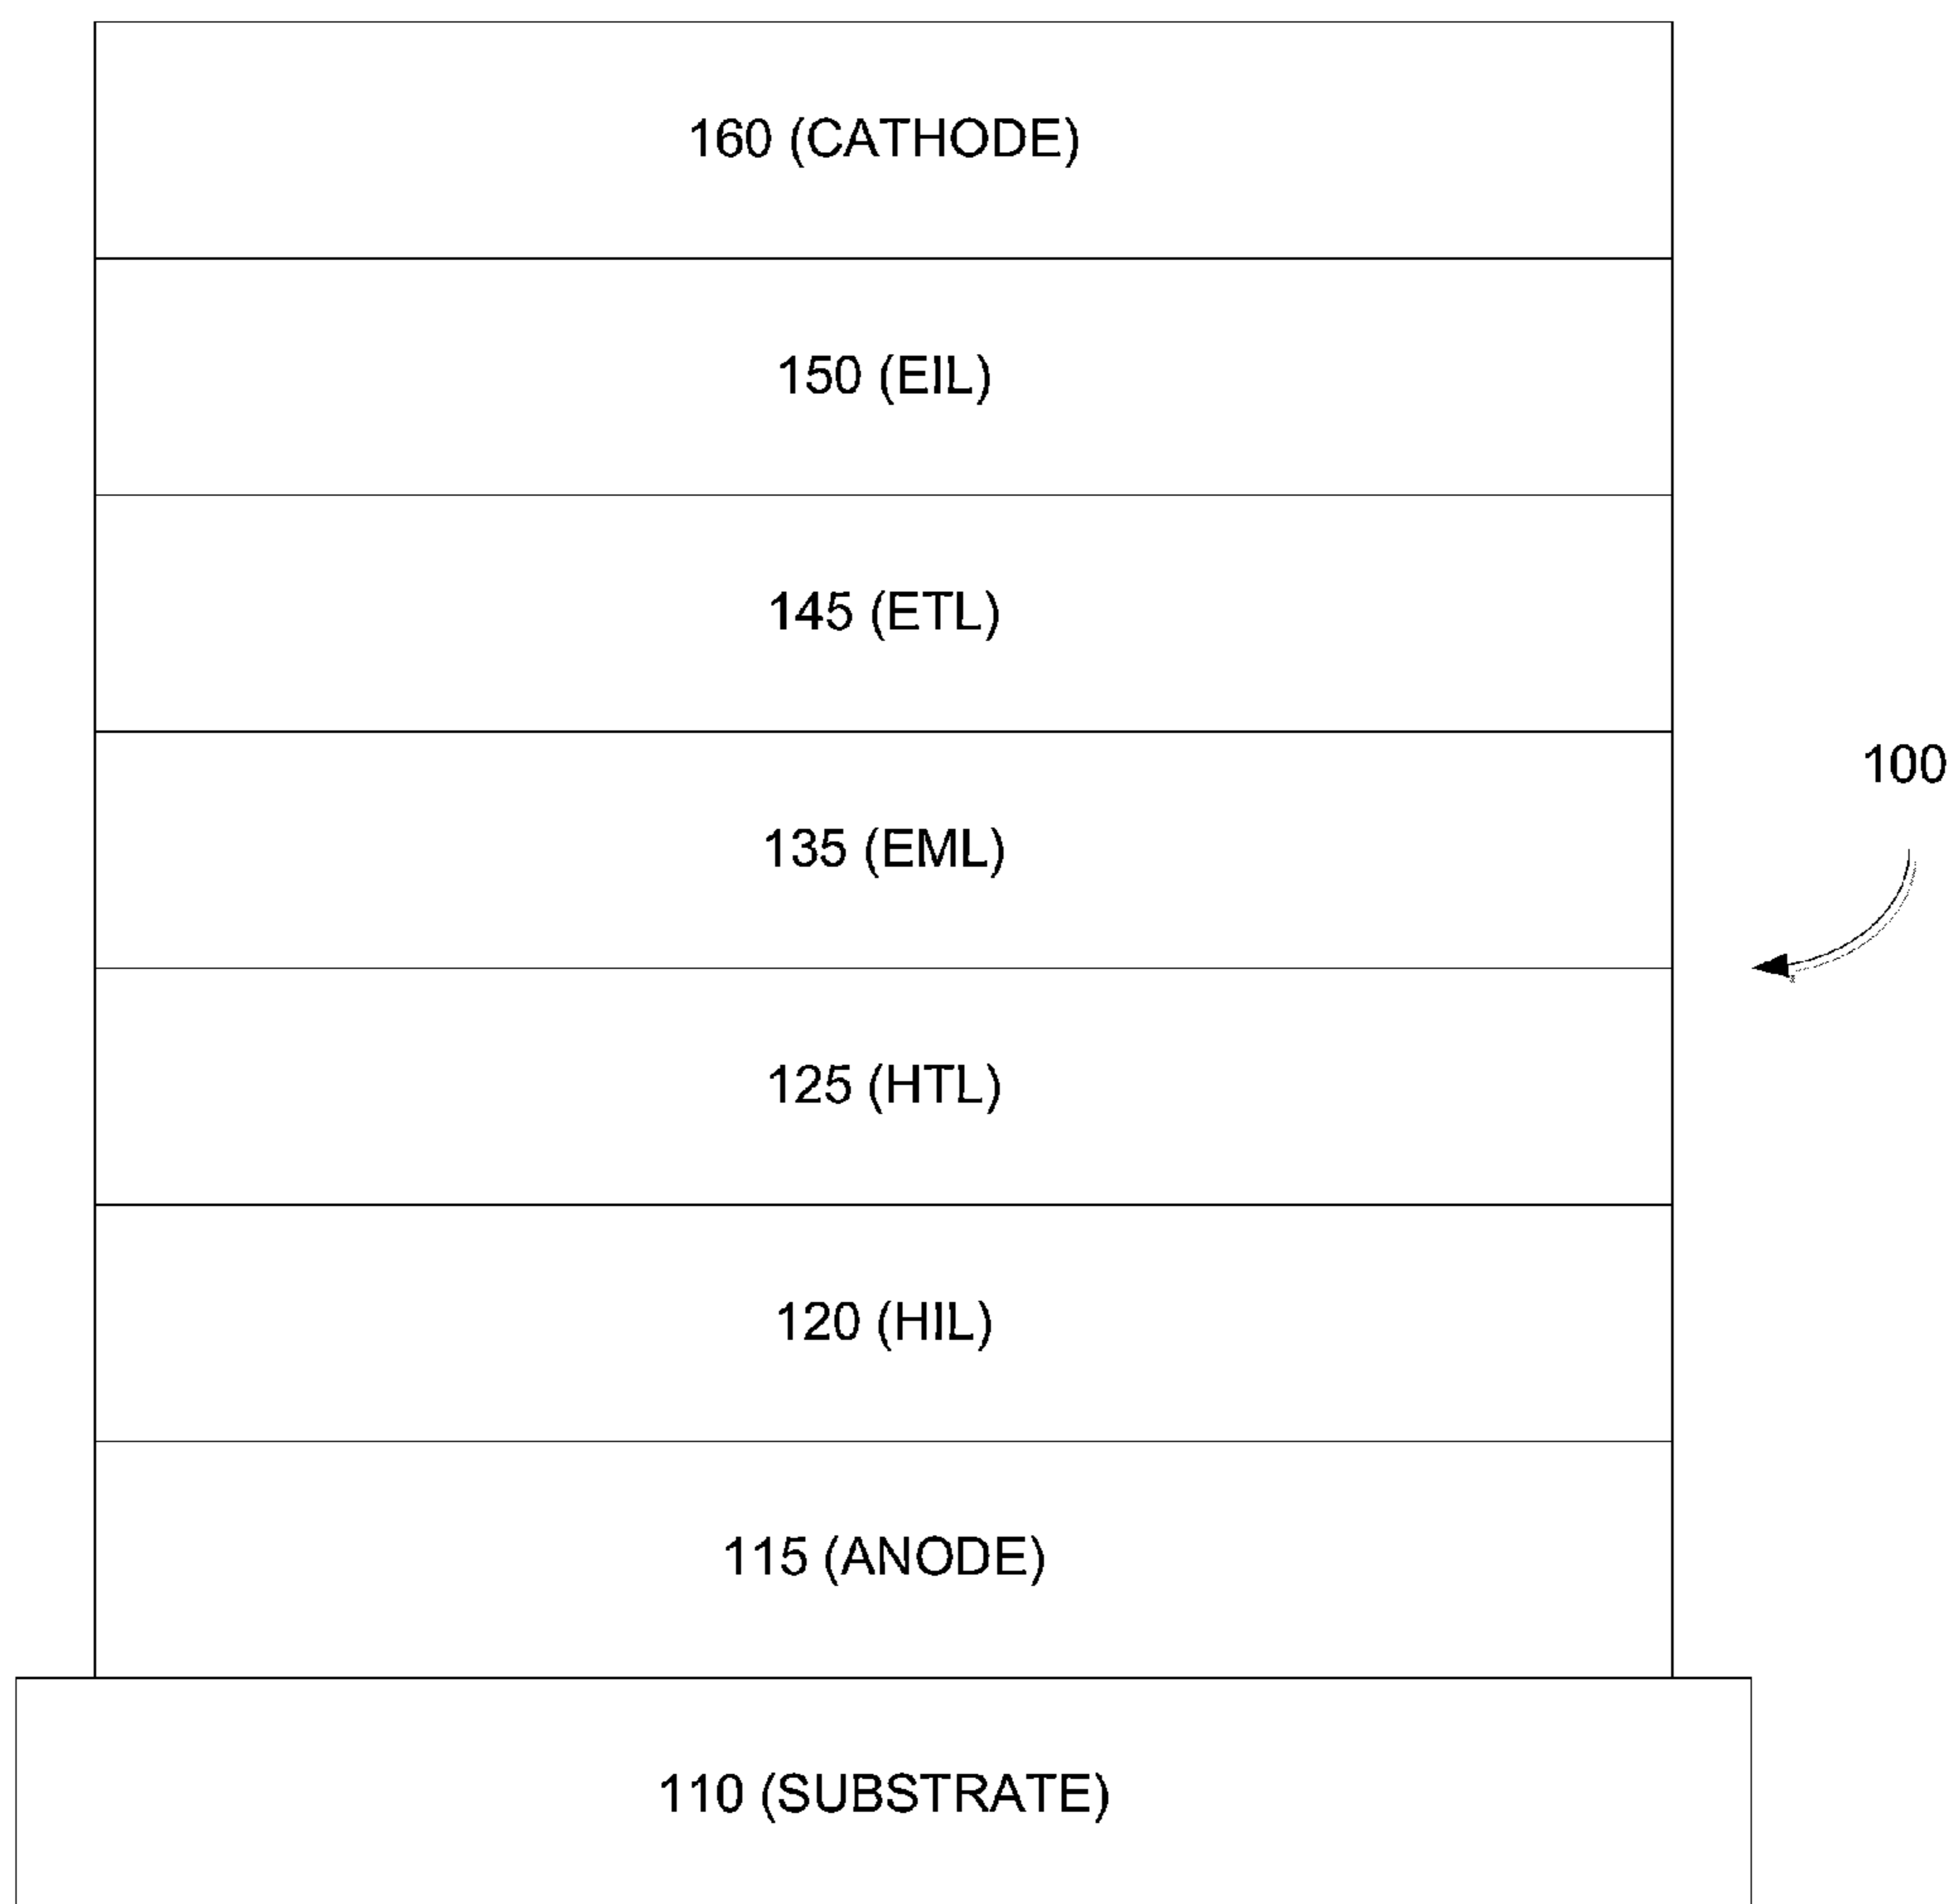 160 (CATHODE)
150 (EIL)
145 (ETL)
135 (EML)
100
125 (HTL)
120 (HIL)
115 (ANODE)
110 (SUBSTRATE)